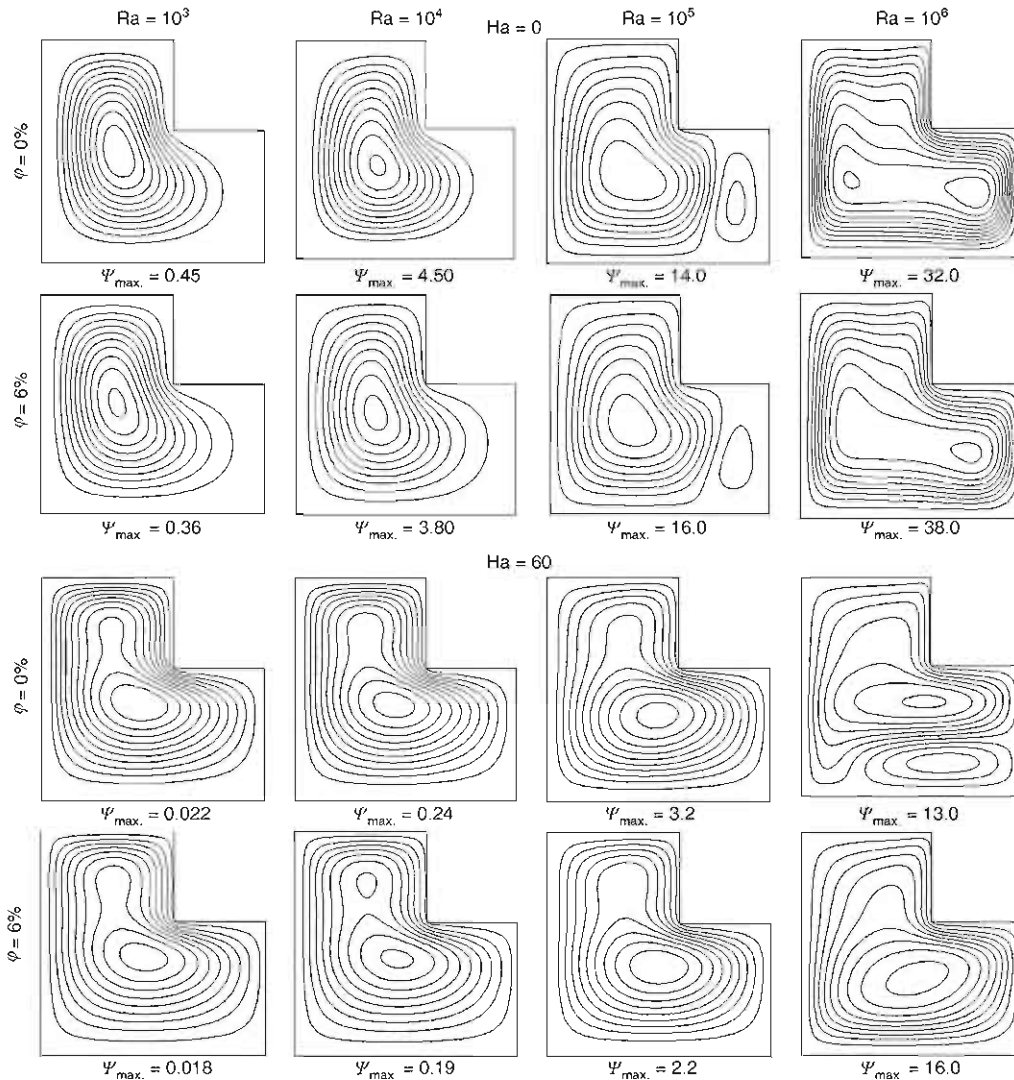 Ra = 10³ Ra = 10⁴ Ra = 10⁵ Ra = 10⁶
Ha = 0
φ = 0%
Ψmax. = 0.45 Ψmax. = 4.50 Ψmax. = 14.0 Ψmax. = 32.0
φ = 6%
Ψmax. = 0.36 Ψmax. = 3.80 Ψmax. = 16.0 Ψmax. = 38.0
Ha = 60
φ = 0%
Ψmax. = 0.022 Ψmax. = 0.24 Ψmax. = 3.2 Ψmax. = 13.0
φ = 6%
Ψmax. = 0.018 Ψmax. = 0.19 Ψmax. = 2.2 Ψmax. = 16.0